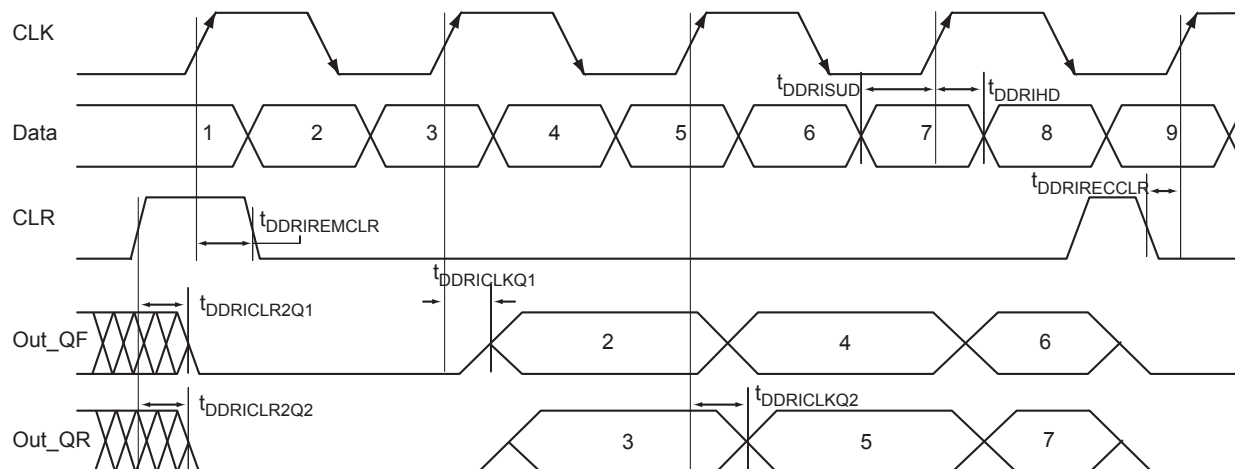 CLK
tDDRISUD tDDRIHD
Data 1 2 3 4 5 6 7 8 9
tDDRIRECCLR
CLR tDDRIREMCLR
tDDRICLKQ1
tDDRICLR2Q1
Out_QF 2 4 6
tDDRICLR2Q2 tDDRICLKQ2
Out_QR 3 5 7